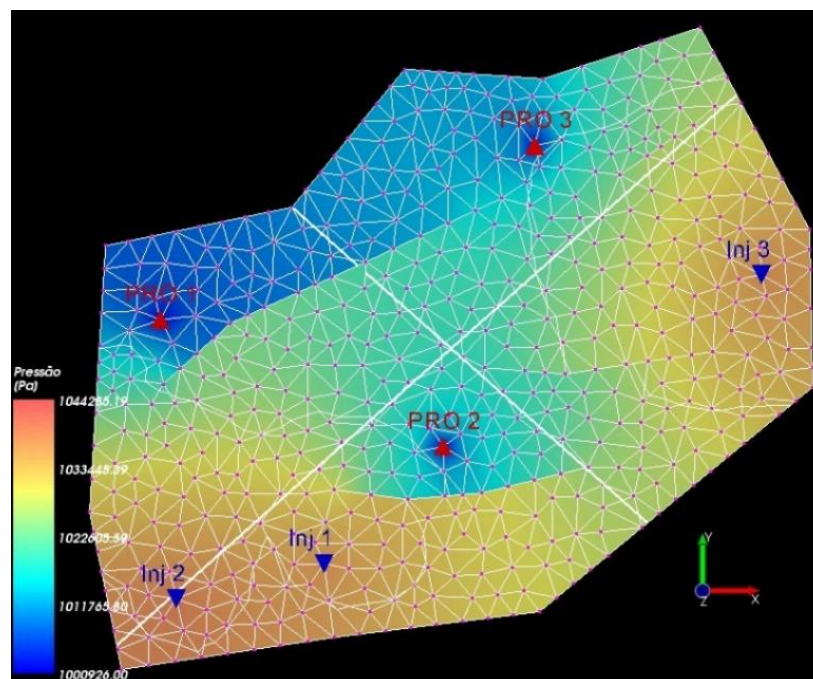 PRO 3
Inj 3
PRO 1
Pressão
(Pa)
1044285.19
1033445.39
PRO 2
1022605.59
Inj 1
Inj 2
1011765.80
1000926.00
Y
Z
X